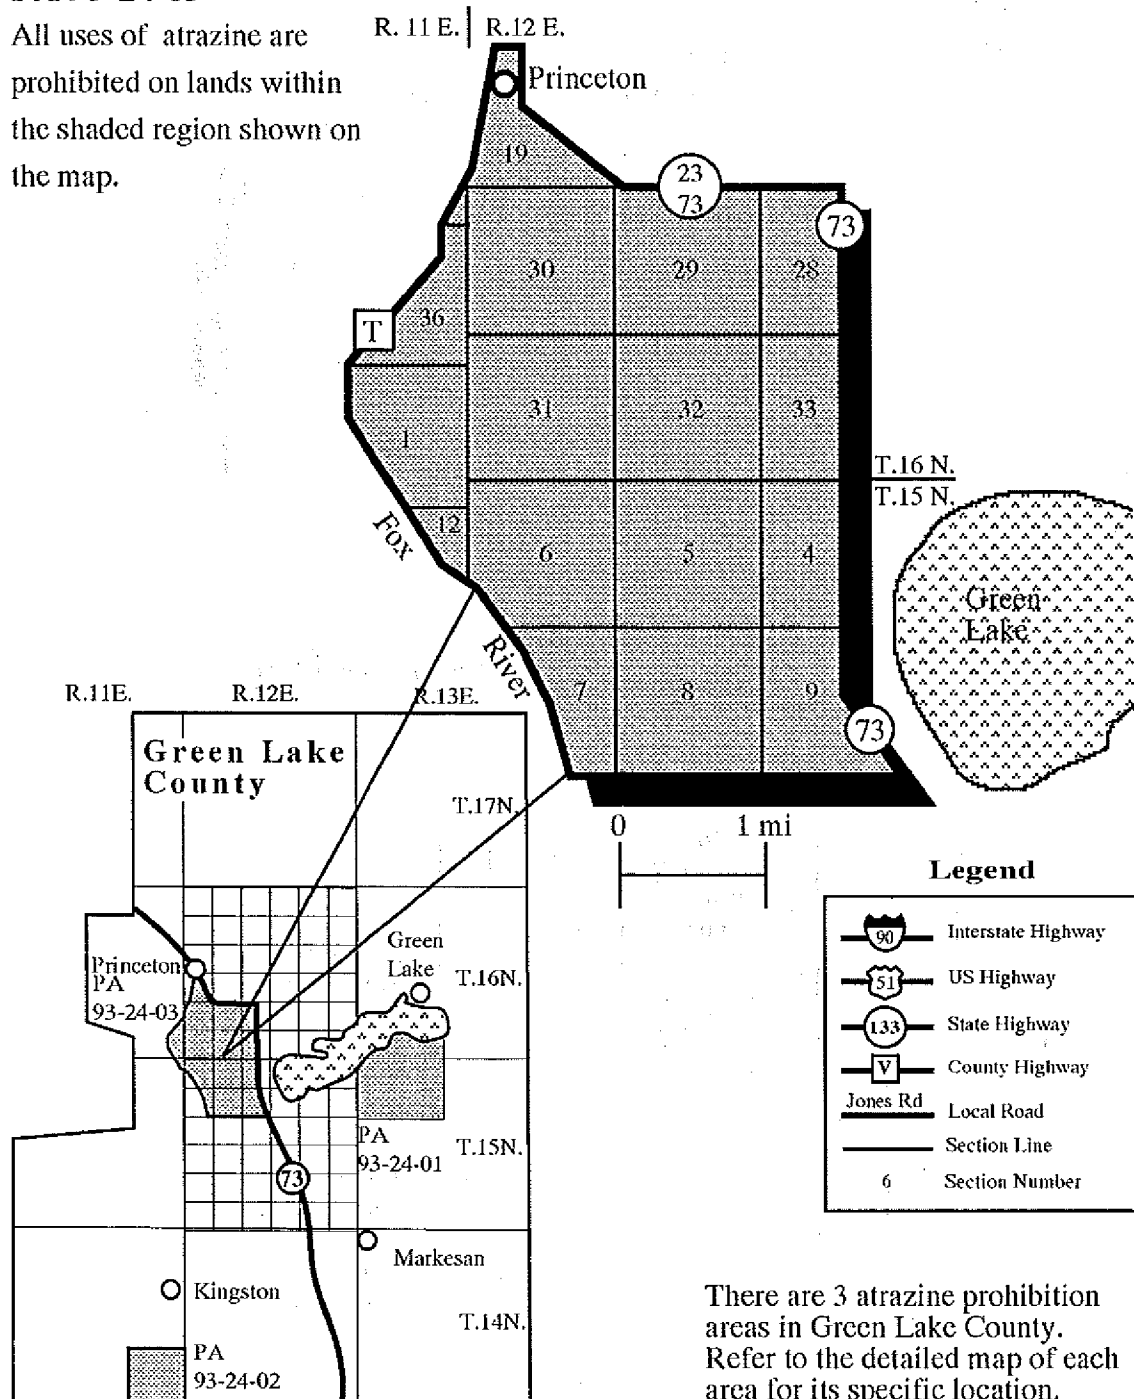 All uses of atrazine are
prohibited on lands within
the shaded region shown on
the map.
R. 11 E. R.12 E.
Princeton
19
23
73
73
30 29 28
36
T
31 32 33
1
T.16 N.
T.15 N.
12
Fox
6 5 4
Green
Lake
River
7 8 9
73
0 1 mi
R.11E. R.12E. R.13E.
Green Lake
County
T.17N.
Green
Lake
Princeton
PA
93-24-03
T.16N.
PA
93-24-01
T.15N.
73
Markesan
Kingston
T.14N.
PA
93-24-02
Legend
90 Interstate Highway
51 US Highway
133 State Highway
V County Highway
Jones Rd Local Road
Section Line
6 Section Number
There are 3 atrazine prohibition
areas in Green Lake County.
Refer to the detailed map of each
area for its specific location.